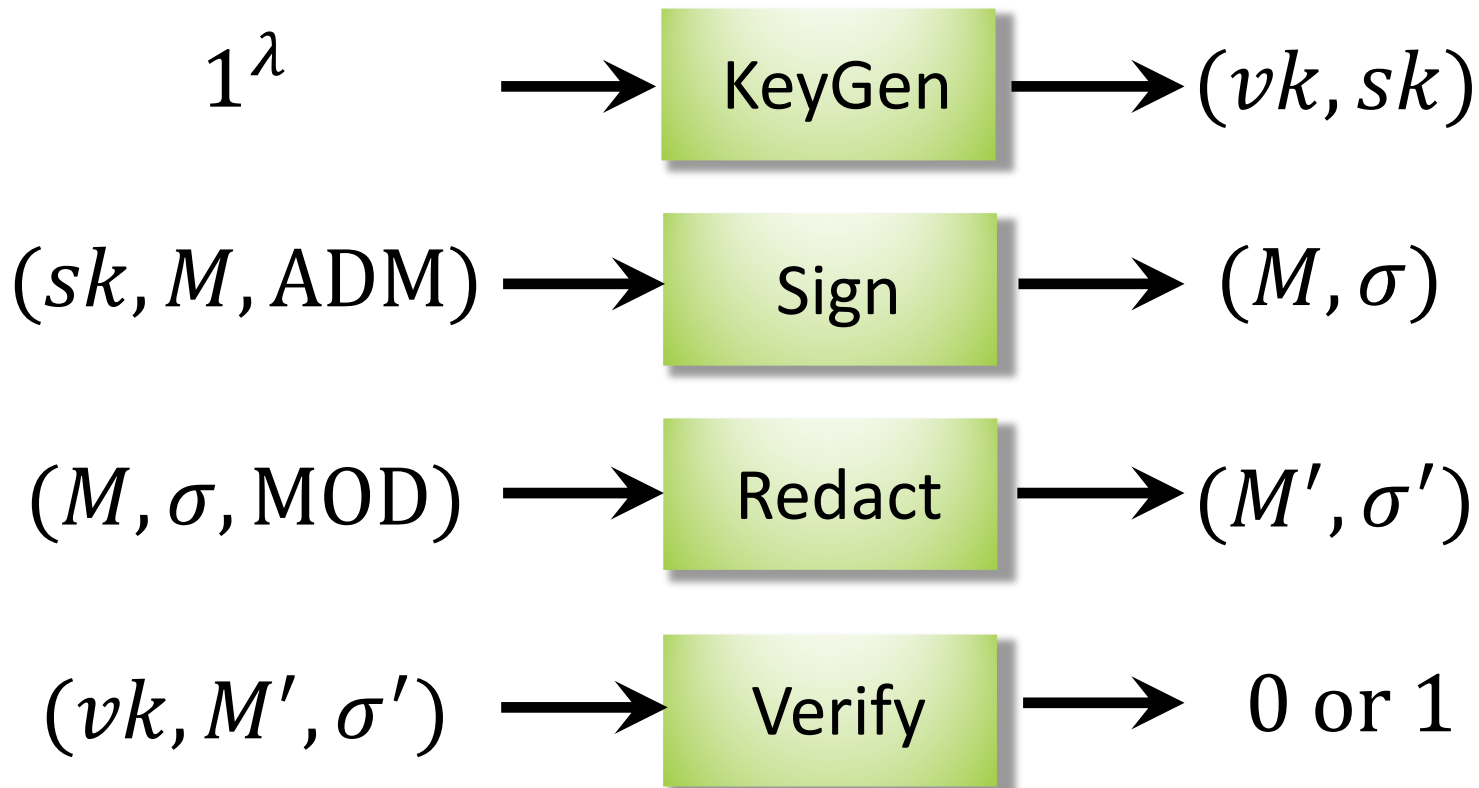 1^λ KeyGen (vk, sk)
(sk, M, ADM) Sign (M, σ)
(M, σ, MOD) Redact (M′, σ′)
(vk, M′, σ′) Verify 0 or 1